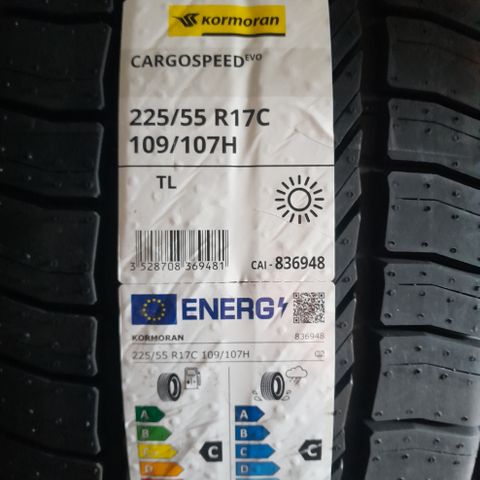 KORMORAN
CARGOSPEED EVO
225/55 R17C
109/107H
TL
3 528708 369481
CAI - 836948
ENERG
KORMORAN 836948
225/55 R17C 109/107H C2
A A
B B
C C C C
D D